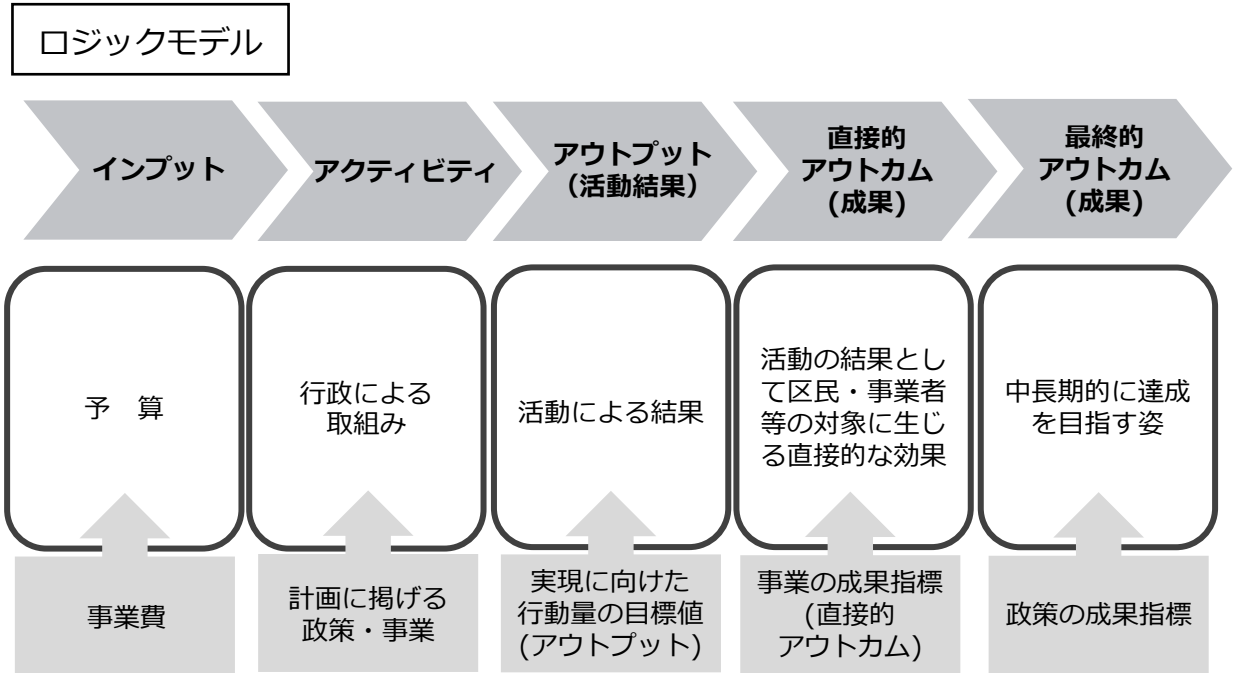 ロジックモデル
インプット
アクティビティ
アウトプット
（活動結果）
直接的
アウトカム
(成果)
最終的
アウトカム
(成果)
予　算
行政による
取組み
活動による結果
活動の結果とし
て区民・事業者
等の対象に生じ
る直接的な効果
中長期的に達成
を目指す姿
事業費
計画に掲げる
政策・事業
実現に向けた
行動量の目標値
(アウトプット)
事業の成果指標
(直接的
アウトカム)
政策の成果指標